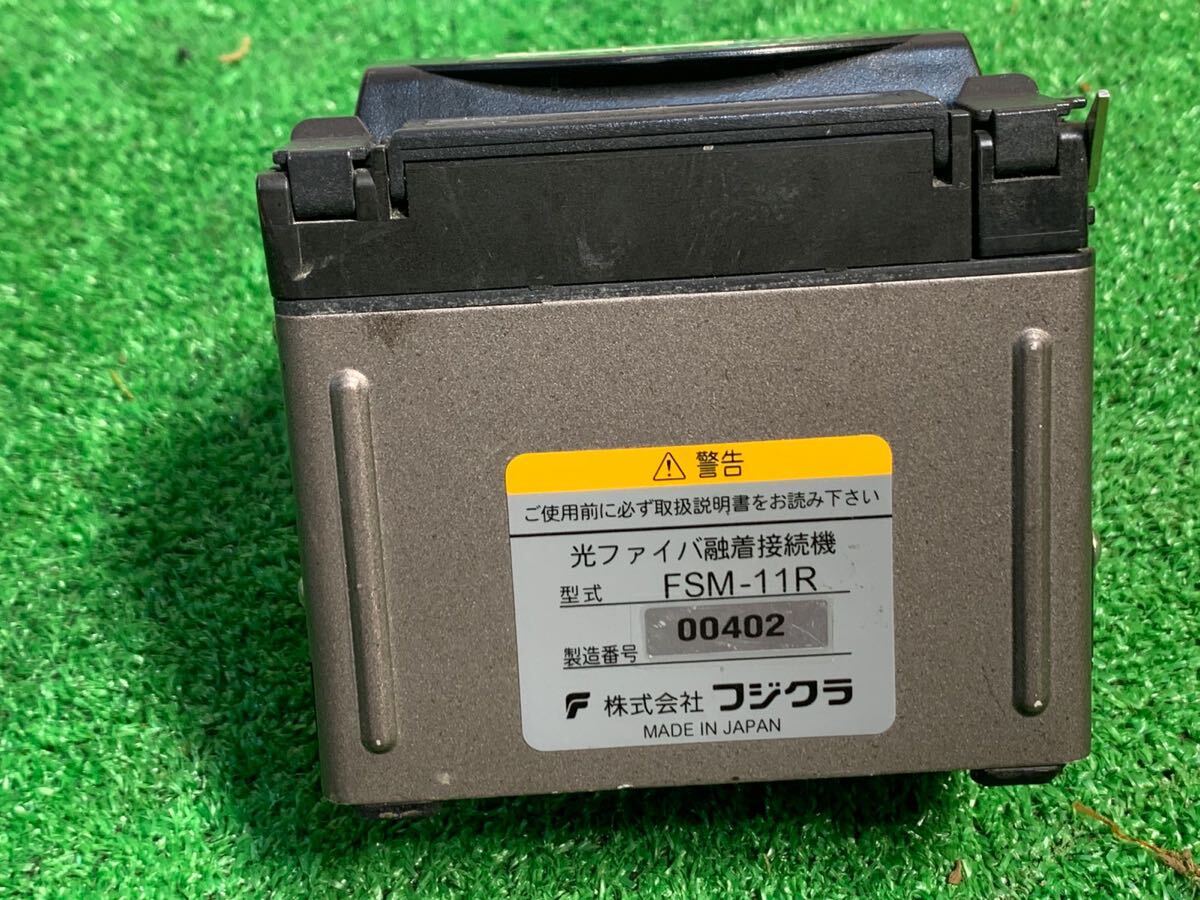 警告
ご使用前に必ず取扱説明書をお読み下さい
光ファイバ融着接続機
型式 FSM-11R
製造番号 00402
株式会社 フジクラ
MADE IN JAPAN